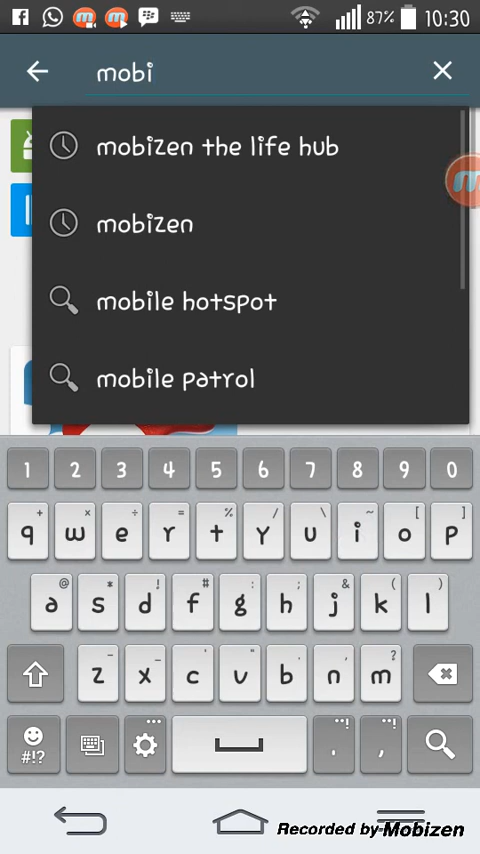 87% 10:30
mobi
mobizen the life hub
mobizen
mobile hotspot
mobile patrol
1 2 3 4 5 6 7 8 9 0
+ × ÷ = % / \ ~ [ ]
q w e r t y u i o p
@ * ! # : ; & ( )
a s d f g h j k l
- _ ' " , ?
z x c v b n m
#!? . ,
Recorded by Mobizen